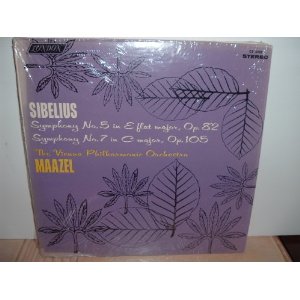 LONDON
STEREO
SIBELIUS
Symphony No. 5 in E flat major, Op. 82
Symphony No. 7 in C major, Op. 105
The Vienna Philharmonic Orchestra
MAAZEL